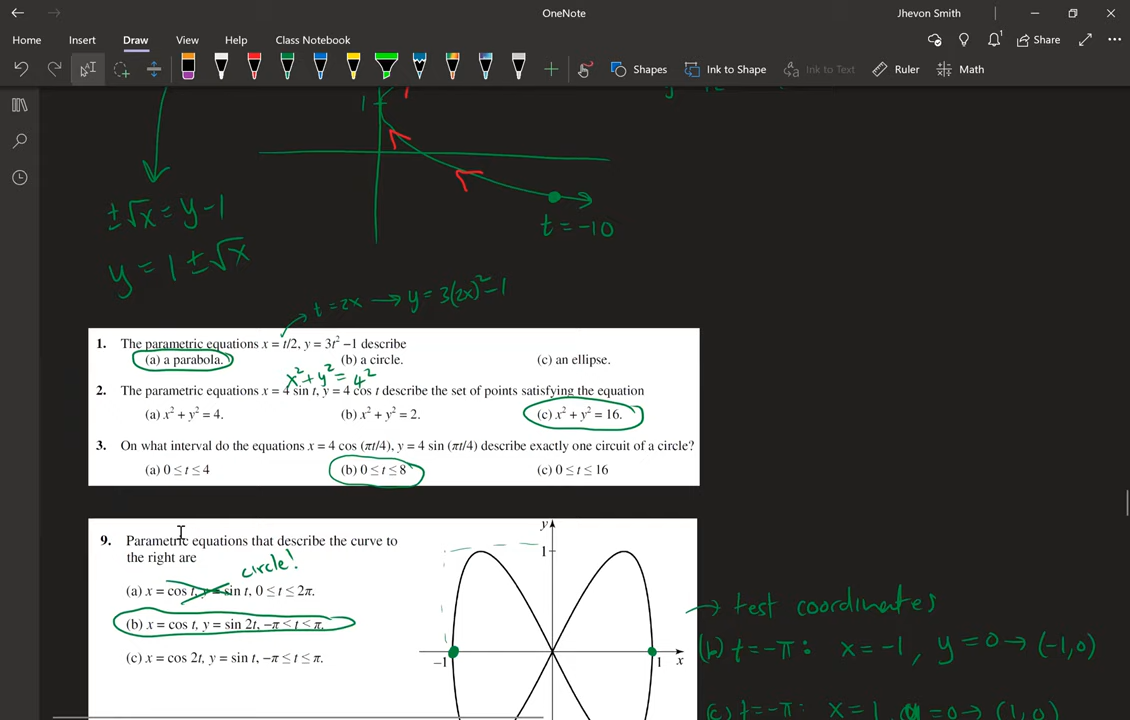 OneNote
Jhevon Smith
Home Insert Draw View Help Class Notebook
Share
Shapes Ink to Shape Ink to Text Ruler Math
1
±√x = y-1
y = 1 ± √x
t = -10
t = 2x → y = 3(2x)² - 1
1. The parametric equations x = t/2, y = 3t² −1 describe
(a) a parabola. (b) a circle. (c) an ellipse.
x² + y² = 4²
2. The parametric equations x = 4 sin t, y = 4 cos t describe the set of points satisfying the equation
(a) x² + y² = 4. (b) x² + y² = 2. (c) x² + y² = 16.
3. On what interval do the equations x = 4 cos (πt/4), y = 4 sin (πt/4) describe exactly one circuit of a circle?
(a) 0 ≤ t ≤ 4 (b) 0 ≤ t ≤ 8 (c) 0 ≤ t ≤ 16
9. Parametric equations that describe the curve to
the right are
circle!
(a) x = cos t, y = sin t, 0 ≤ t ≤ 2π.
(b) x = cos t, y = sin 2t, −π ≤ t ≤ π.
(c) x = cos 2t, y = sin t, −π ≤ t ≤ π.
y
1
−1
1 x
→ test coordinates
(b) t = -π: x = -1, y = 0 → (-1,0)
(c) t = -π: x = 1, y = 0 → (1,0)